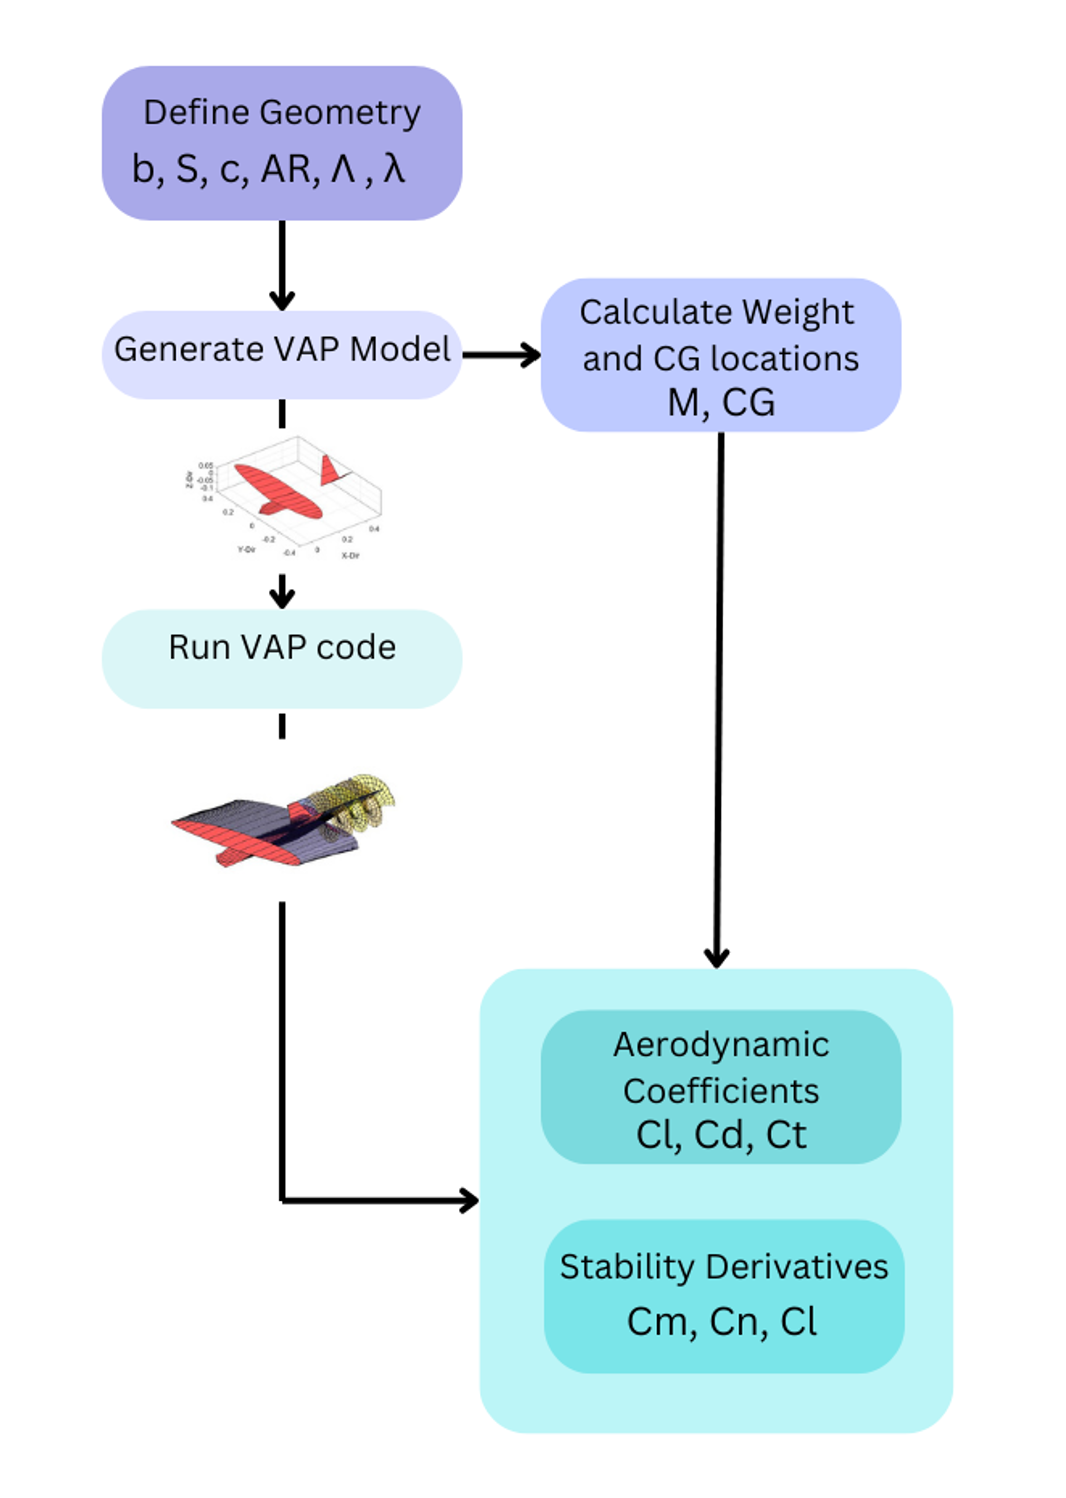 Define Geometry
b, S, c, AR, Λ , λ
Generate VAP Model
Calculate Weight
and CG locations
M, CG
0.05
0
-0.05
-0.1
Z-Dir
0.4
0.2
0
-0.2
-0.4
Y-Dir
0
0.2
0.4
X-Dir
Run VAP code
Aerodynamic
Coefficients
Cl, Cd, Ct
Stability Derivatives
Cm, Cn, Cl